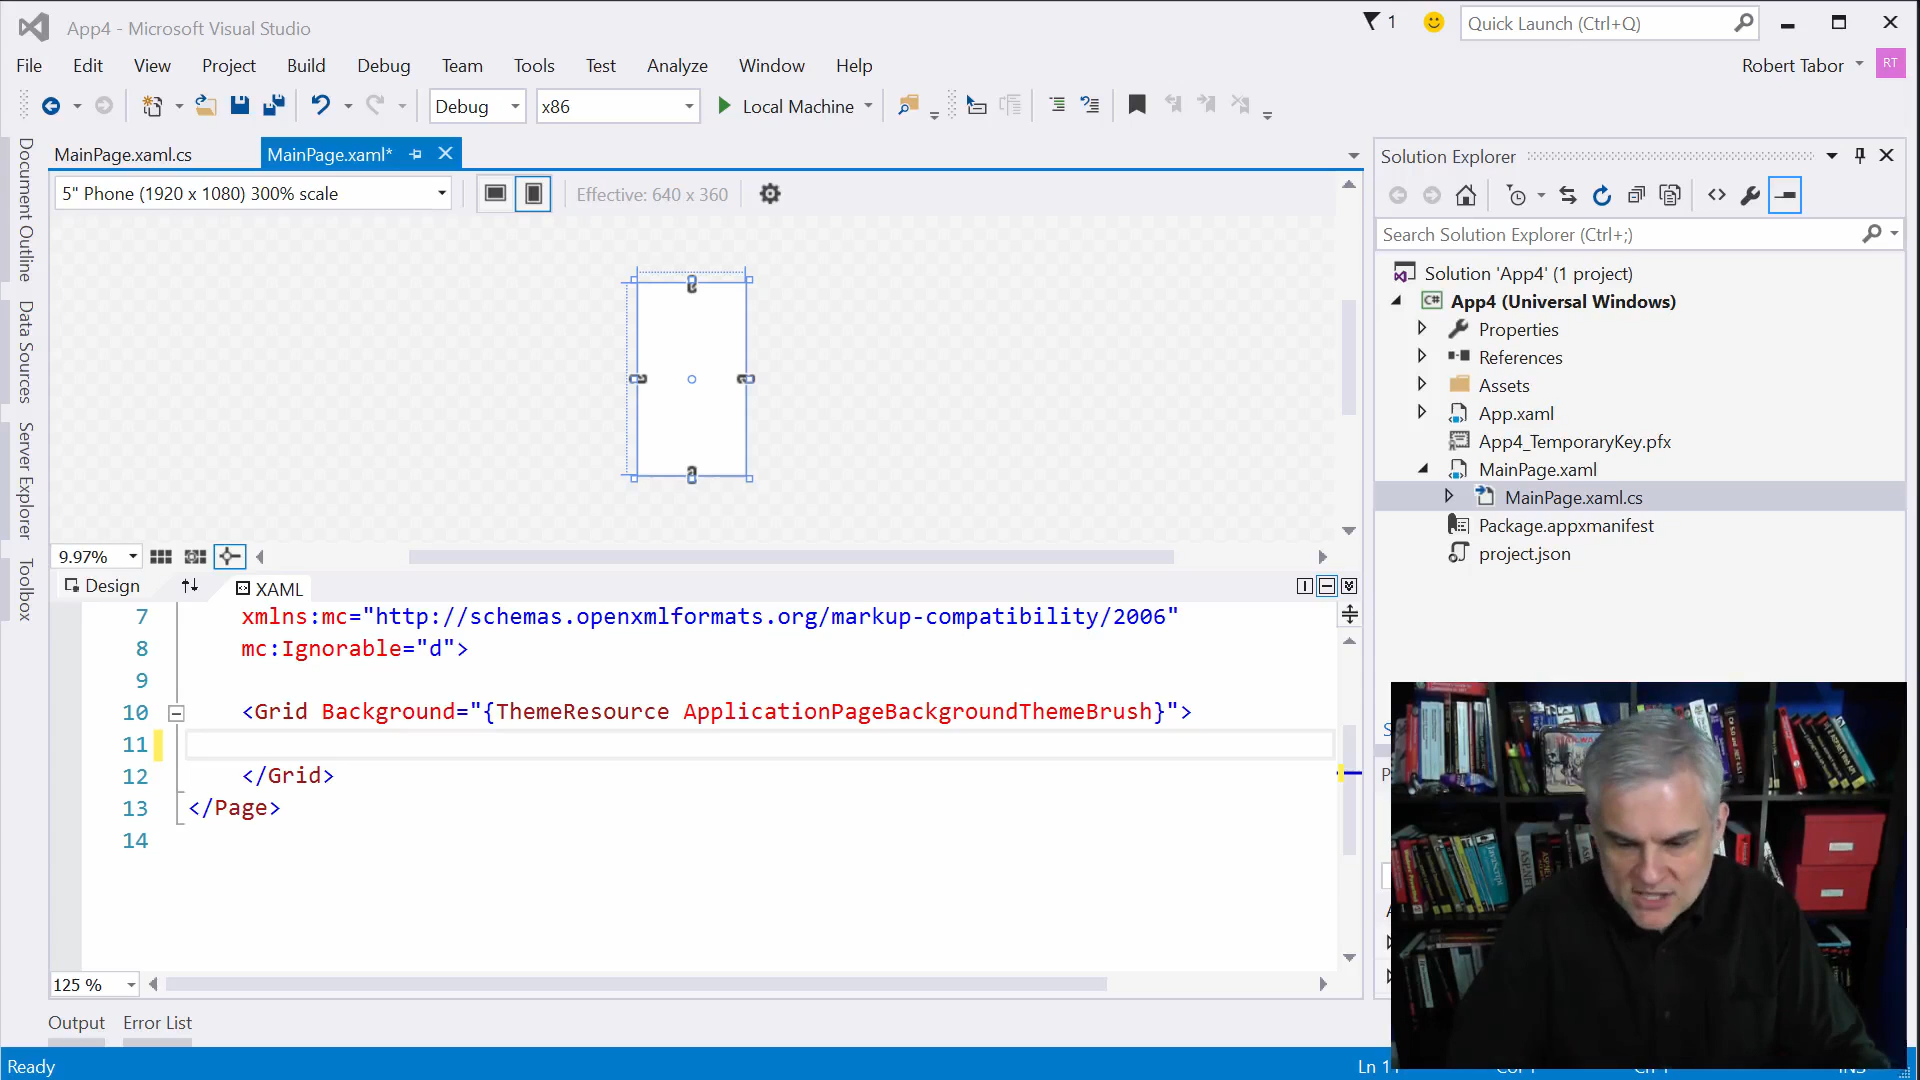 App4 - Microsoft Visual Studio
1
Quick Launch (Ctrl+Q)
File Edit View Project Build Debug Team Tools Test Analyze Window Help
Robert Tabor RT
Debug x86 Local Machine
Document Outline
Data Sources
Server Explorer
Toolbox
MainPage.xaml.cs
MainPage.xaml*
5" Phone (1920 x 1080) 300% scale
Effective: 640 x 360
9.97%
Design
XAML
7 xmlns:mc="http://schemas.openxmlformats.org/markup-compatibility/2006"
8 mc:Ignorable="d">
9
10 <Grid Background="{ThemeResource ApplicationPageBackgroundThemeBrush}">
11
12 </Grid>
13 </Page>
14
125 %
Output Error List
Ready
Ln 1
Solution Explorer
Search Solution Explorer (Ctrl+;)
Solution 'App4' (1 project)
C# App4 (Universal Windows)
Properties
References
Assets
App.xaml
App4_TemporaryKey.pfx
MainPage.xaml
MainPage.xaml.cs
Package.appxmanifest
project.json